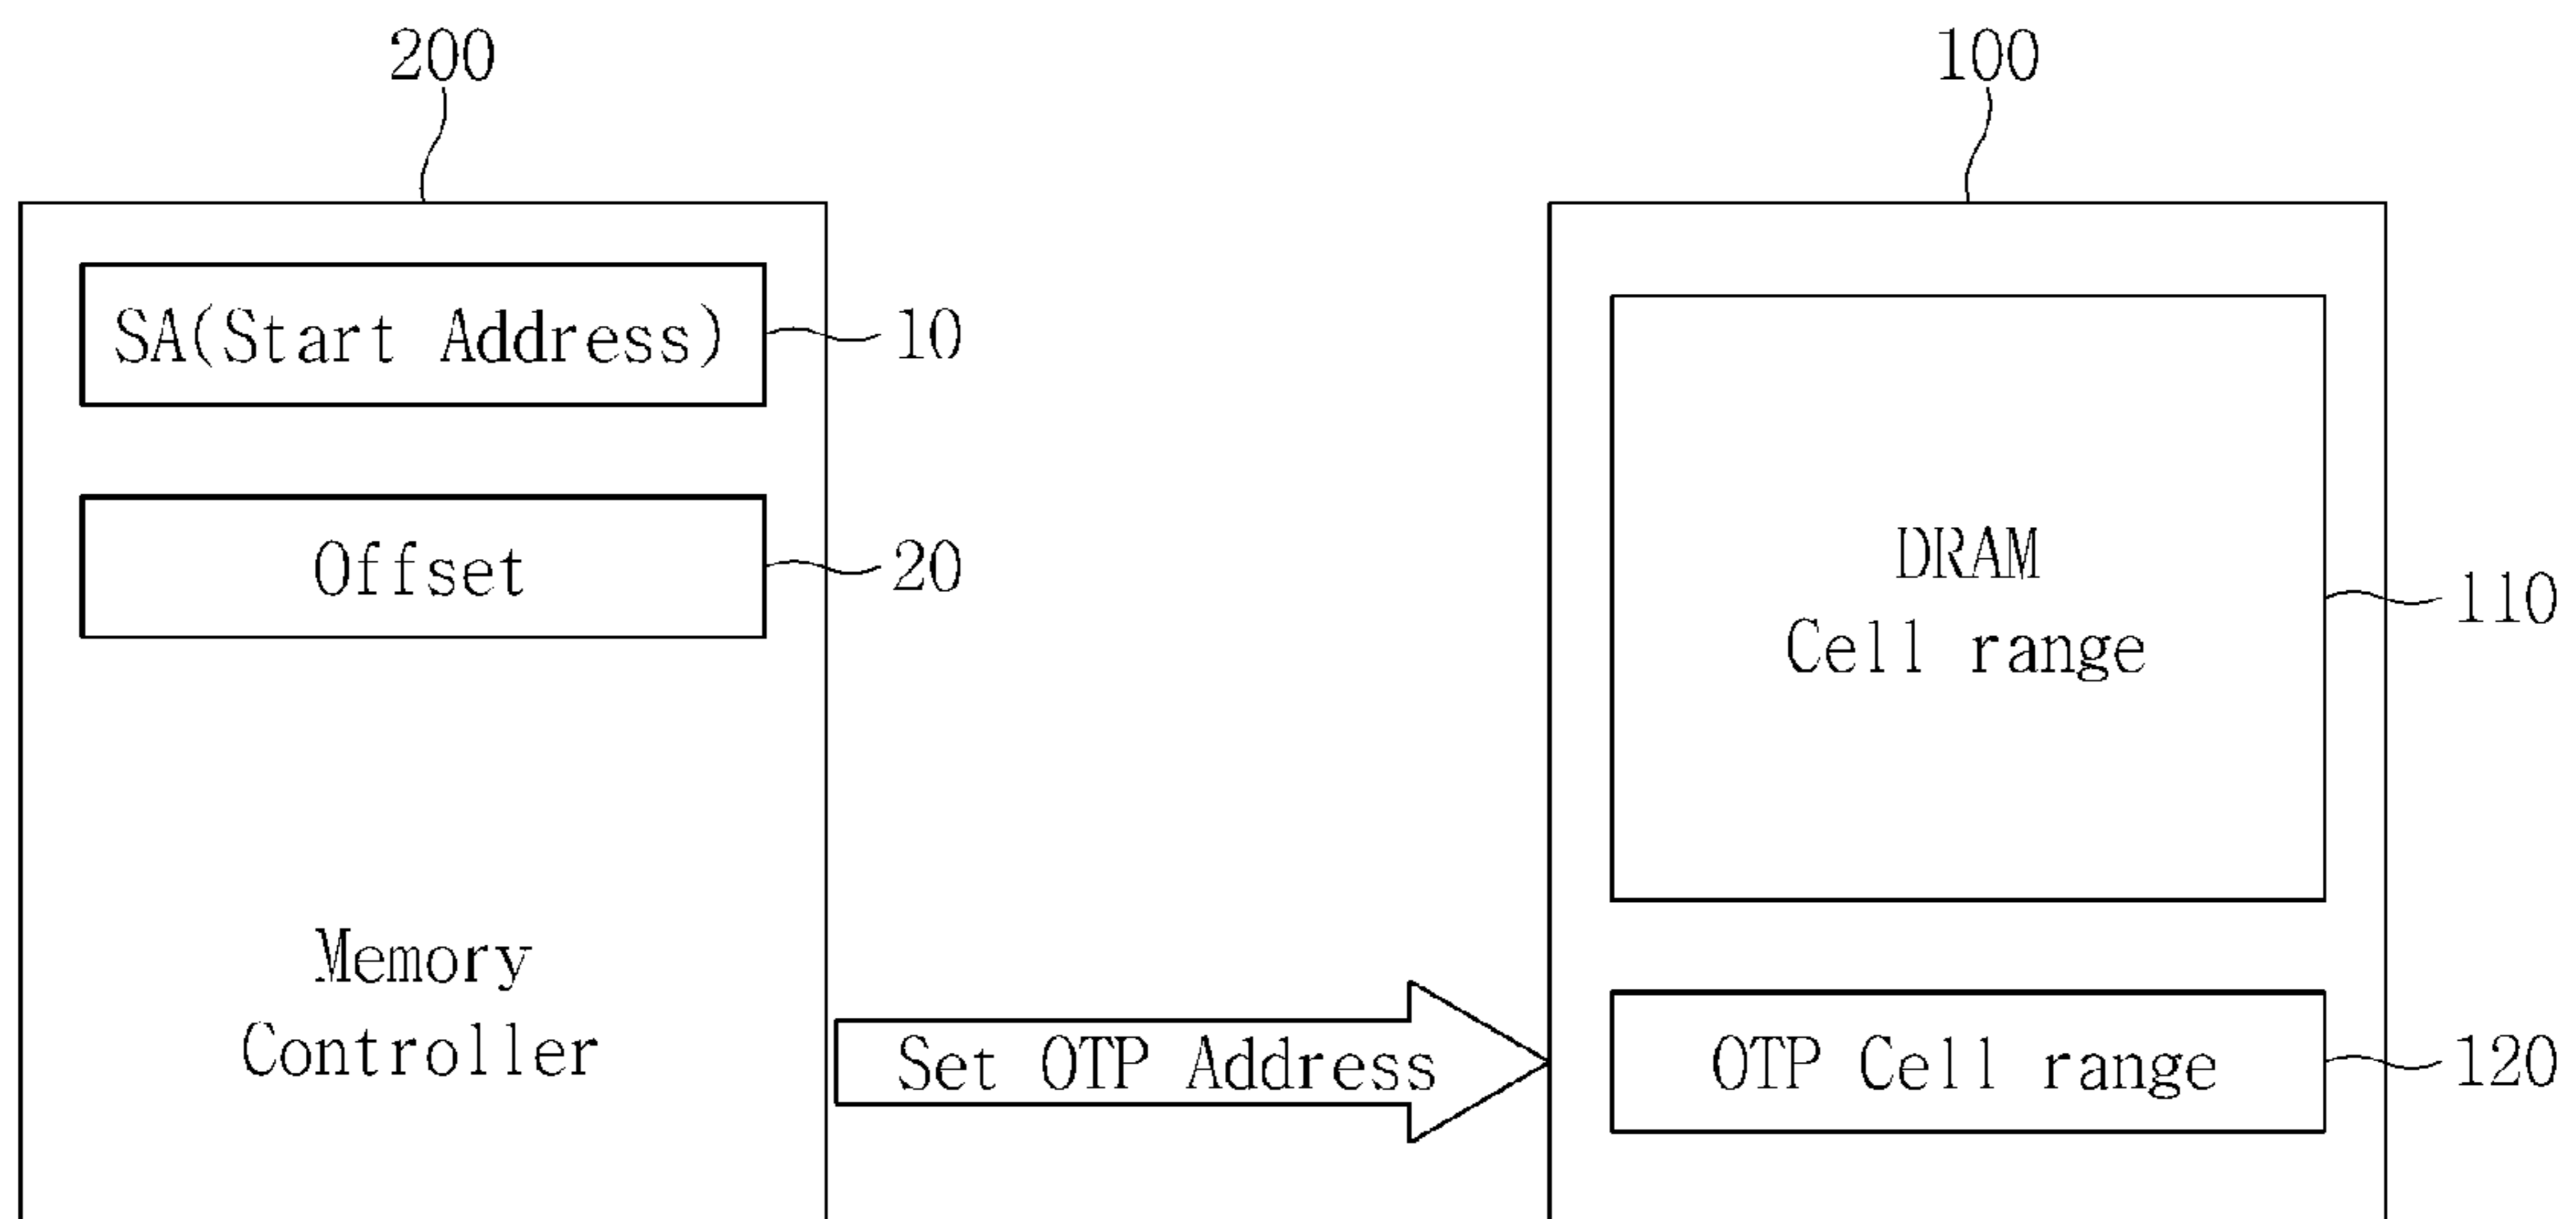 200
100
SA(Start Address)
10
Offset
20
DRAM
Cell range
110
Memory
Controller
Set OTP Address
OTP Cell range
120